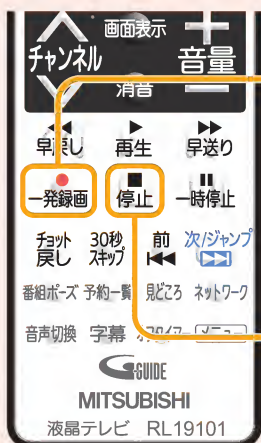 画面表示
チャンネル 音量
消音
早戻し 再生 早送り
一発録画 停止 一時停止
チョット戻し 30秒スキップ 前 次/ジャンプ
番組ポーズ 予約一覧 見どころ ネットワーク
音声切換 字幕 メニュー
G-GUIDE
MITSUBISHI
液晶テレビ RL19101